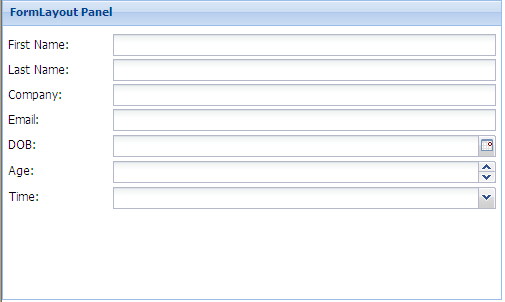 FormLayout Panel
First Name:
Last Name:
Company:
Email:
DOB:
Age:
Time: